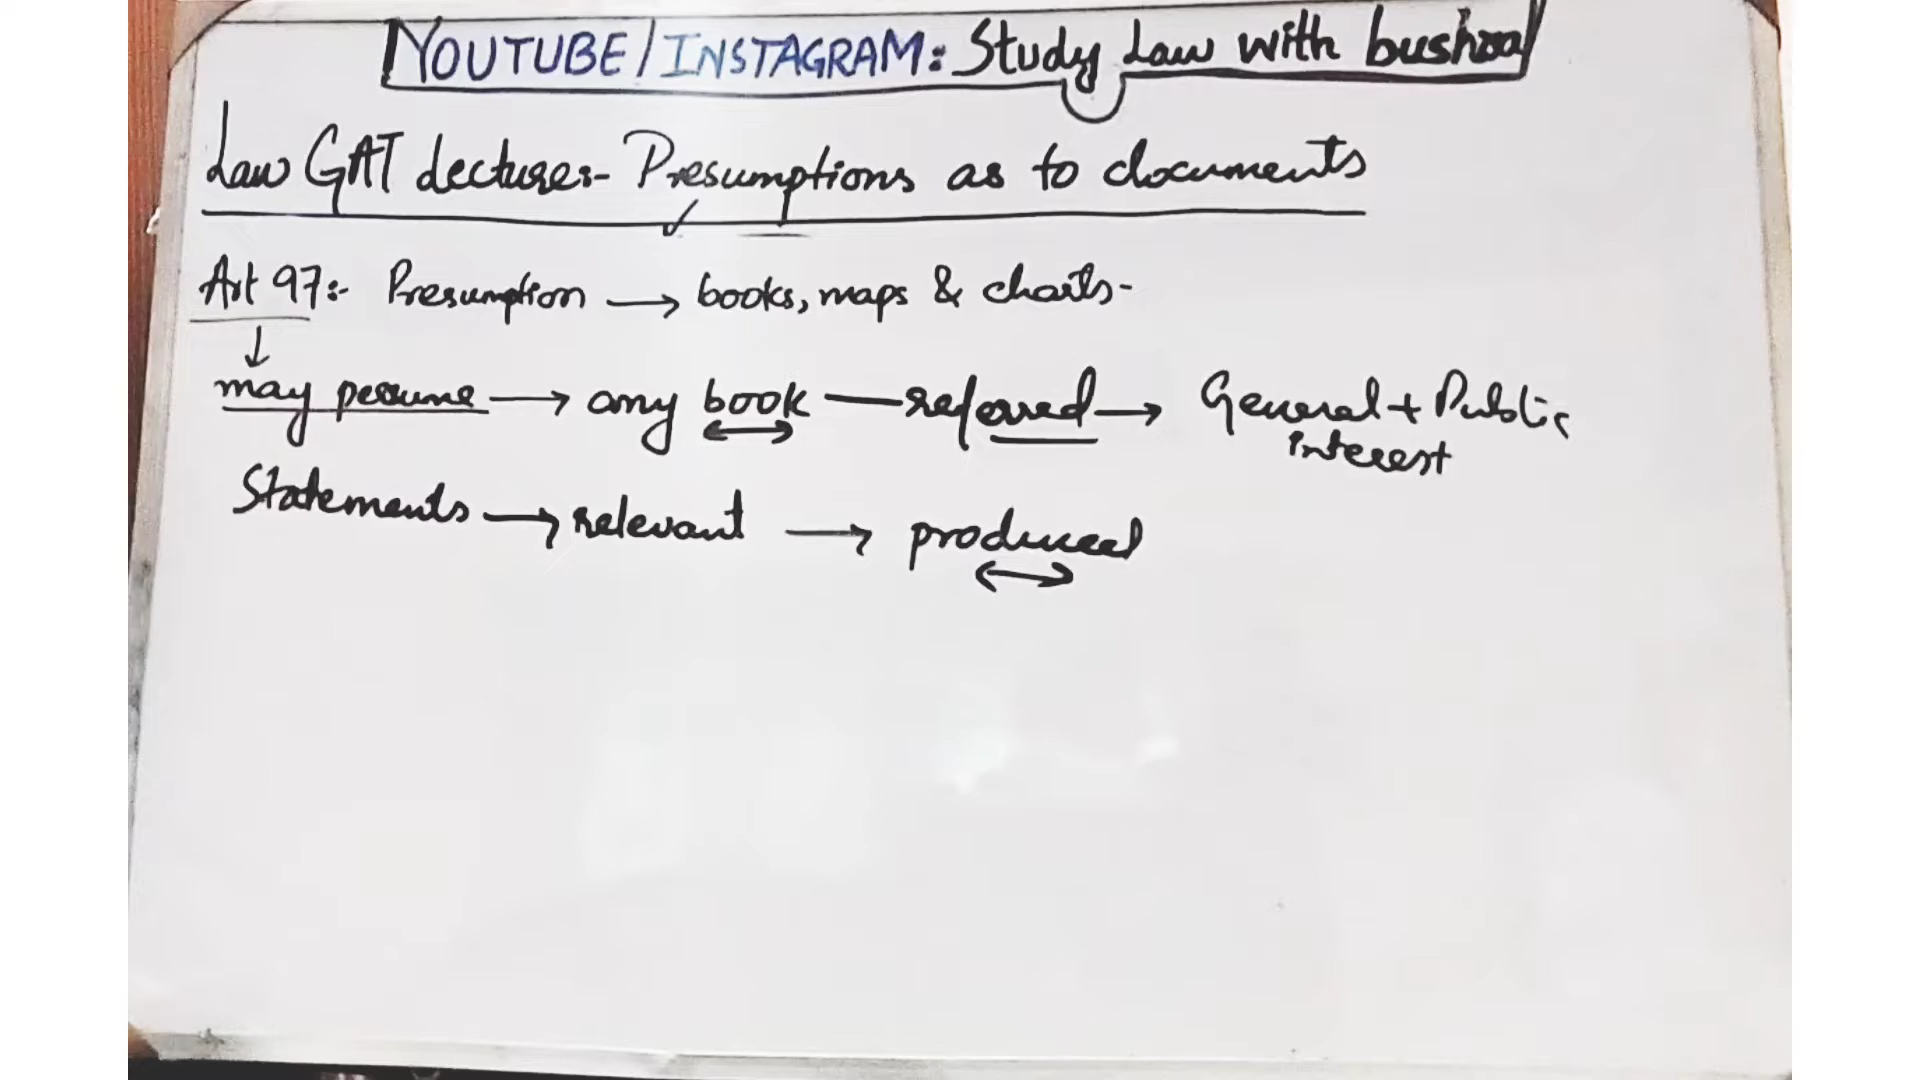 YOUTUBE/INSTAGRAM: Study Law with bushra
Law GAT lectures:- Presumptions as to documents
Art 97:- Presumption → books, maps & charts-
↓
may pesume → any book — referred → General + Public interest
Statements → relevant → produced